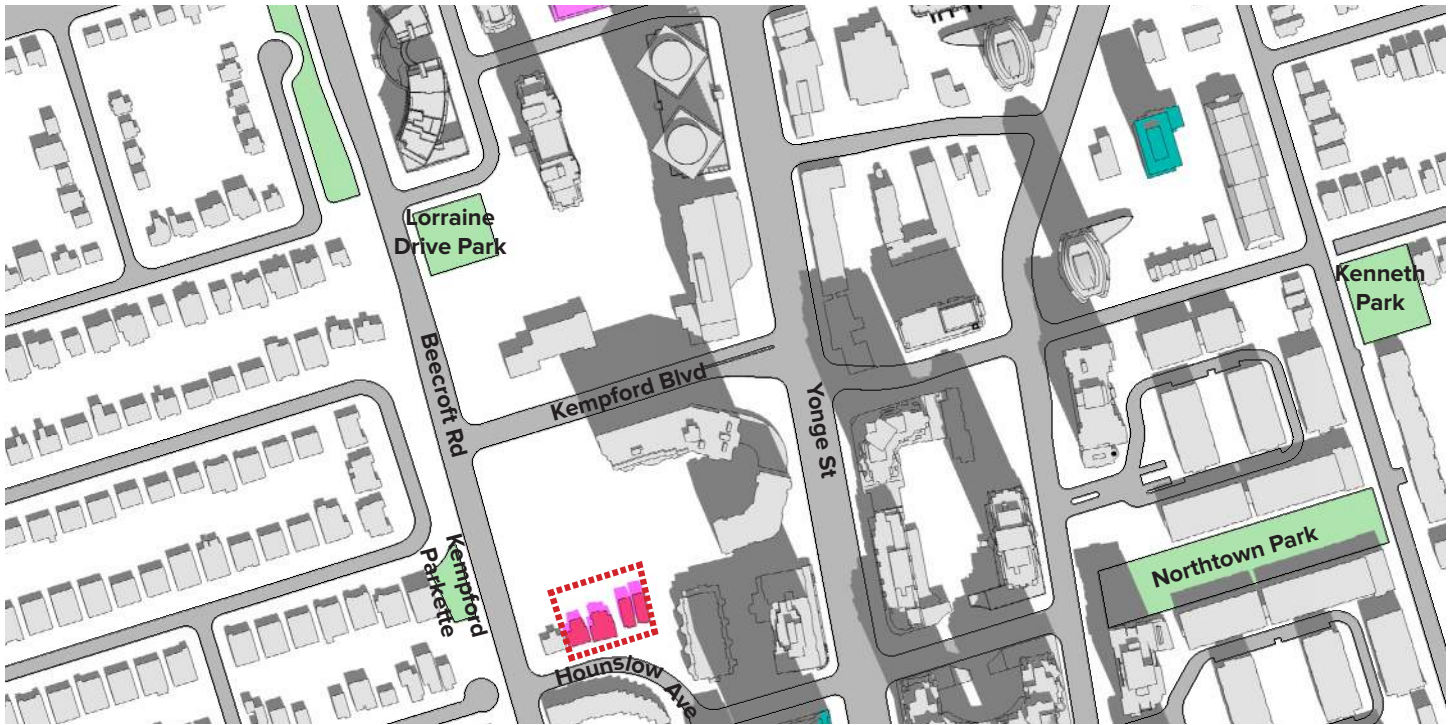 Lorraine
Drive Park
Kenneth
Park
Beecroft Rd
Kempford Blvd
Yonge St
Northtown Park
Kempford
Parkette
Hounslow Ave